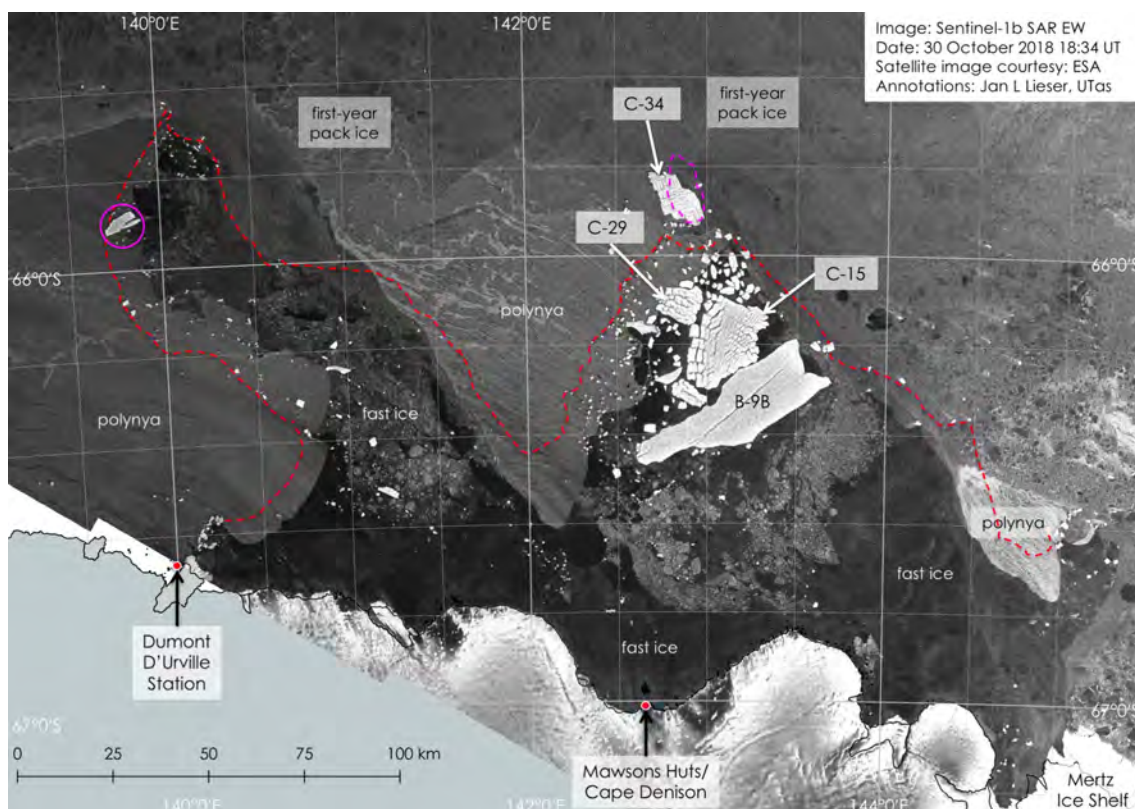 140°0'E
142°0'E
Image: Sentinel-1b SAR EW
Date: 30 October 2018 18:34 UT
Satellite image courtesy: ESA
Annotations: Jan L Lieser, UTas
first-year
pack ice
C-34
first-year
pack ice
C-29
C-15
66°0'S
66°0'S
polynya
B-9B
polynya
fast ice
polynya
fast ice
Dumont
D'Urville
Station
fast ice
67°0'S
67°0'S
0 25 50 75 100 km
Mawsons Huts/
Cape Denison
Mertz
Ice Shelf
140°0'E
142°0'E
144°0'E